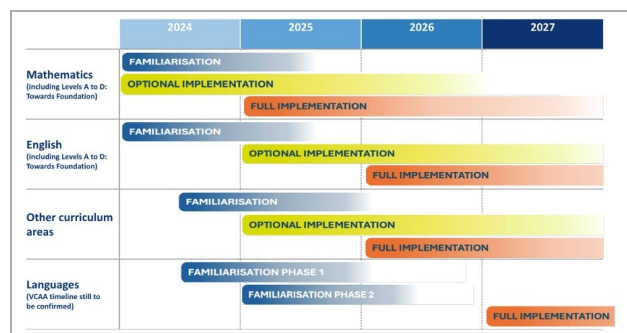 2024 2025 2026 2027
Mathematics
(including Levels A to D:
Towards Foundation)
FAMILIARISATION
OPTIONAL IMPLEMENTATION
FULL IMPLEMENTATION
English
(including Levels A to D:
Towards Foundation)
FAMILIARISATION
OPTIONAL IMPLEMENTATION
FULL IMPLEMENTATION
Other curriculum
areas
FAMILIARISATION
OPTIONAL IMPLEMENTATION
FULL IMPLEMENTATION
Languages
(VCAA timeline still to
be confirmed)
FAMILIARISATION PHASE 1
FAMILIARISATION PHASE 2
FULL IMPLEMENTATION